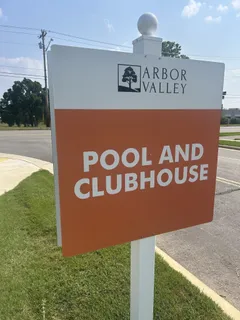 ARBOR
VALLEY
POOL AND
CLUBHOUSE